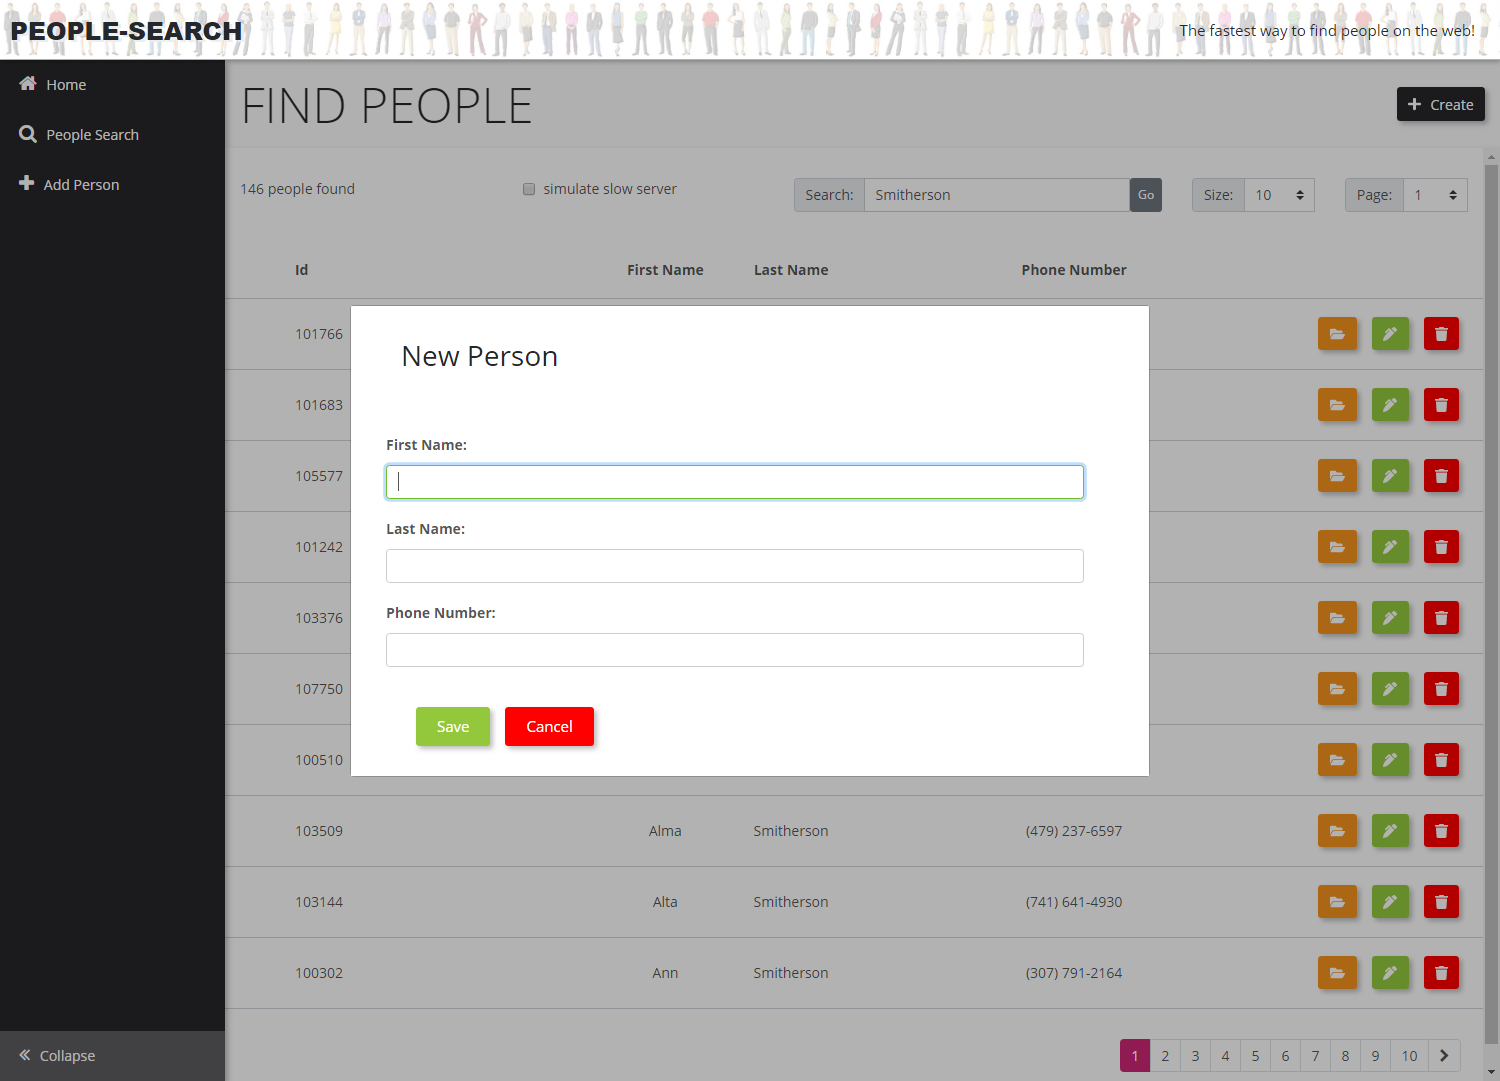 PEOPLE-SEARCH
The fastest way to find people on the web!
Home
People Search
Add Person
Collapse
FIND PEOPLE
Create
146 people found
simulate slow server
Search: Smitherson Go
Size: 10
Page: 1
Id First Name Last Name Phone Number
101766
101683
105577
101242
103376
107750
100510
New Person
First Name:
Last Name:
Phone Number:
Save Cancel
103509 Alma Smitherson (479) 237-6597
103144 Alta Smitherson (741) 641-4930
100302 Ann Smitherson (307) 791-2164
1 2 3 4 5 6 7 8 9 10